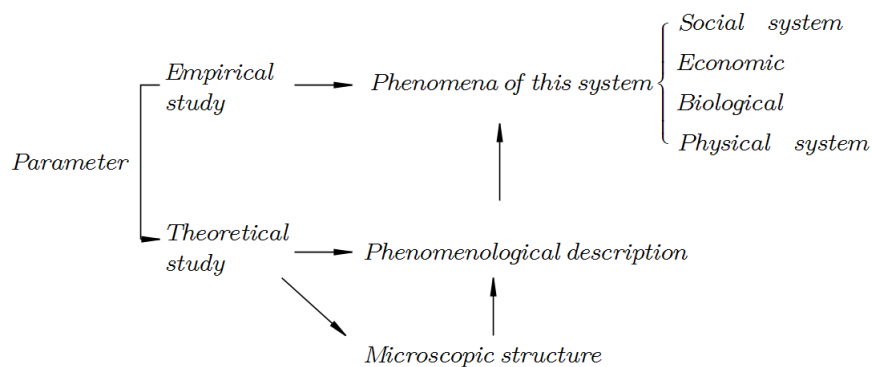 Social system
Empirical
study
Phenomena of this system
Economic
Biological
Physical system
Parameter
Theoretical
study
Phenomenological description
Microscopic structure